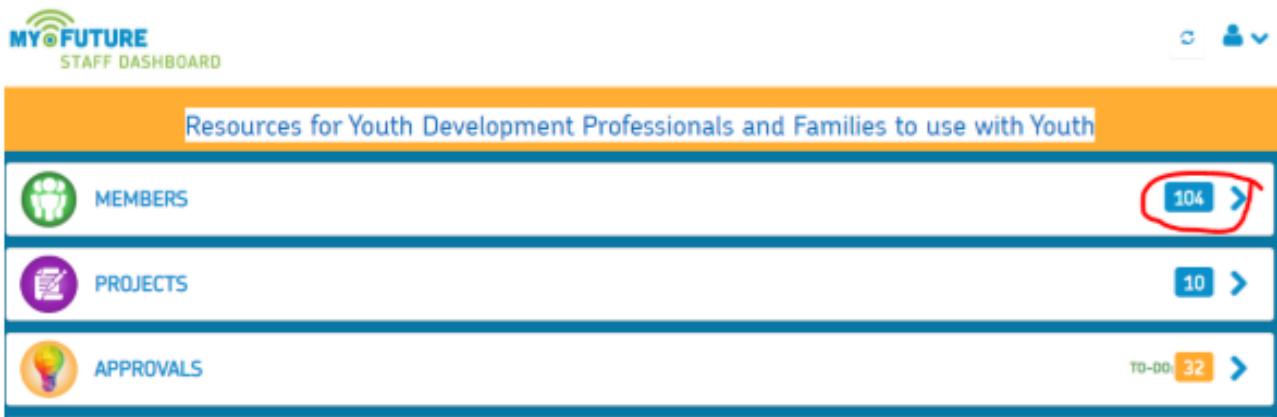 MY FUTURE
STAFF DASHBOARD
Resources for Youth Development Professionals and Families to use with Youth
MEMBERS 104
PROJECTS 10
APPROVALS TO-DO: 32